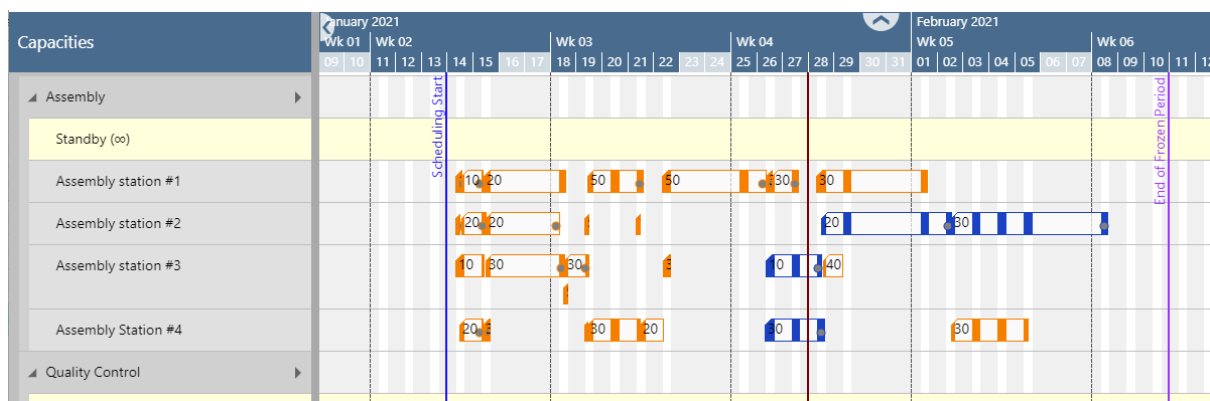 January 2021 February 2021
Capacities
Wk 01 Wk 02 Wk 03 Wk 04 Wk 05 Wk 06
09 10 11 12 13 14 15 16 17 18 19 20 21 22 23 24 25 26 27 28 29 30 31 01 02 03 04 05 06 07 08 09 10 11
Assembly
Scheduling Start
End of Frozen Period
Standby (∞)
Assembly station #1 10 20 50 50 30 30
Assembly station #2 20 20 20 30
Assembly station #3 10 30 30 10 40
Assembly Station #4 20 30 20 30 30
Quality Control